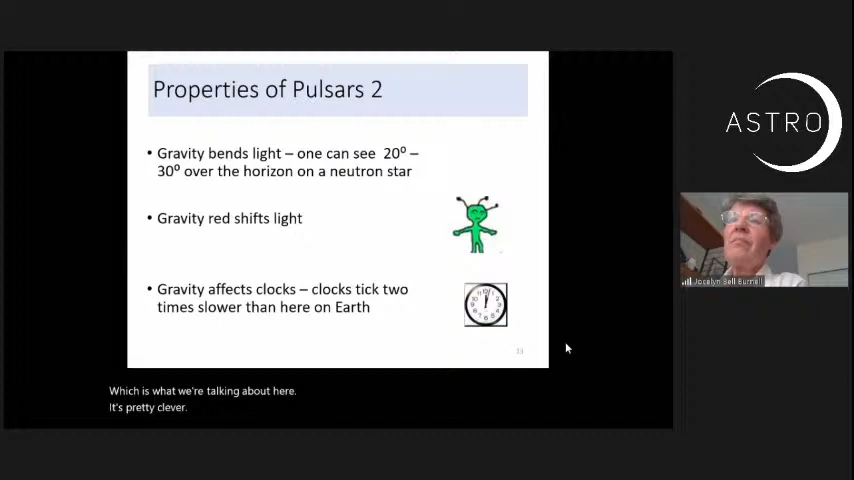 Properties of Pulsars 2
• Gravity bends light – one can see 20⁰ –
30⁰ over the horizon on a neutron star
• Gravity red shifts light
• Gravity affects clocks – clocks tick two
times slower than here on Earth
13
Which is what we're talking about here.
It's pretty clever.
ASTRO
Jocelyn Bell Burnell